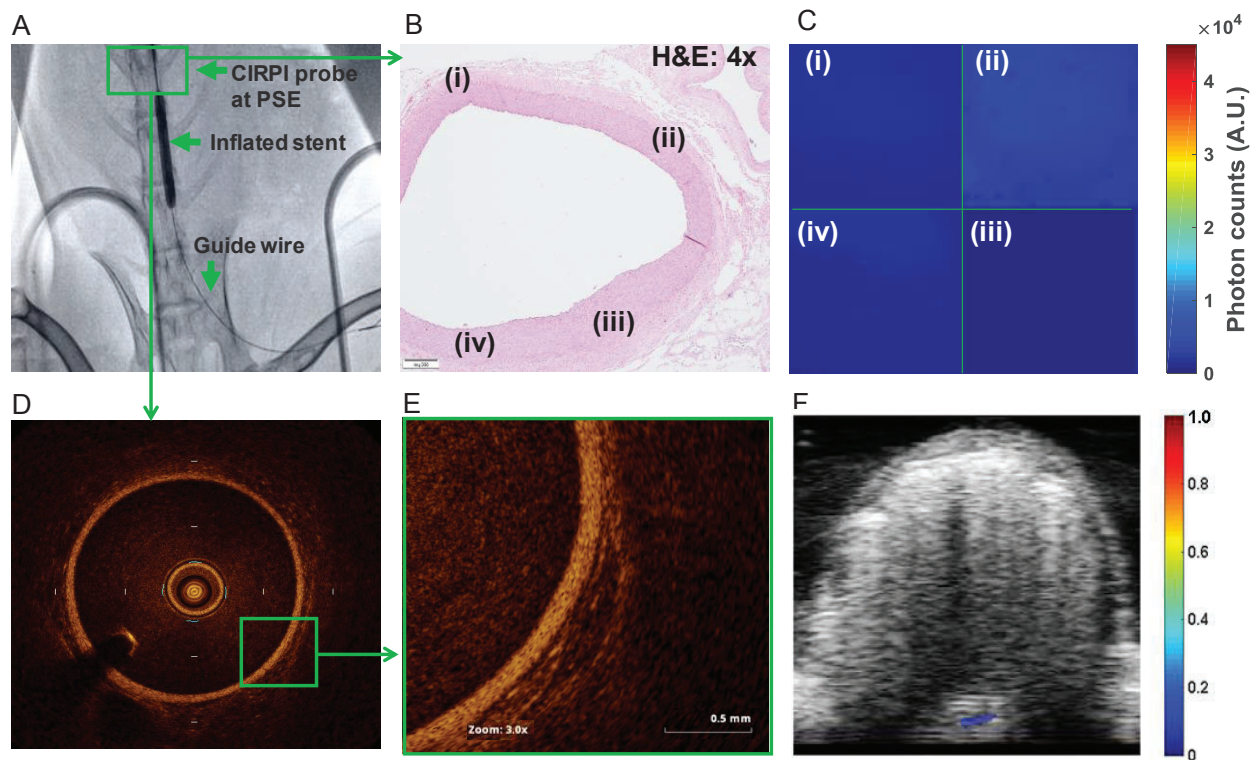 A
CIRPI probe
at PSE
Inflated stent
Guide wire
B
H&E: 4x
(i)
(ii)
(iii)
(iv)
C
(i)
(ii)
(iv)
(iii)
×10⁴
4
3
2
1
0
Photon counts (A.U.)
D
E
Zoom: 3.0x
0.5 mm
F
1.0
0.8
0.6
0.4
0.2
0